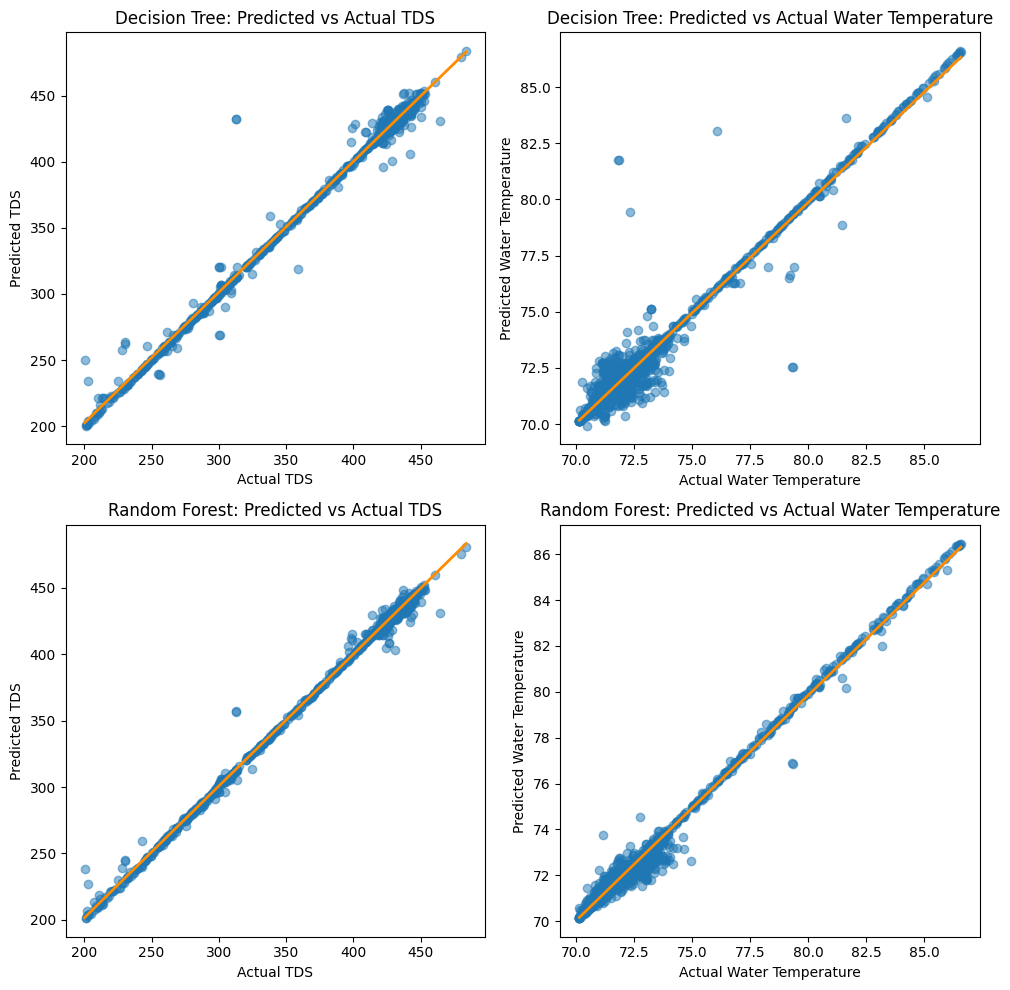 Decision Tree: Predicted vs Actual TDS
Predicted TDS
450
400
350
300
250
200
200 250 300 350 400 450
Actual TDS
Decision Tree: Predicted vs Actual Water Temperature
Predicted Water Temperature
85.0
82.5
80.0
77.5
75.0
72.5
70.0
70.0 72.5 75.0 77.5 80.0 82.5 85.0
Actual Water Temperature
Random Forest: Predicted vs Actual TDS
Predicted TDS
450
400
350
300
250
200
200 250 300 350 400 450
Actual TDS
Random Forest: Predicted vs Actual Water Temperature
Predicted Water Temperature
86
84
82
80
78
76
74
72
70
70.0 72.5 75.0 77.5 80.0 82.5 85.0
Actual Water Temperature